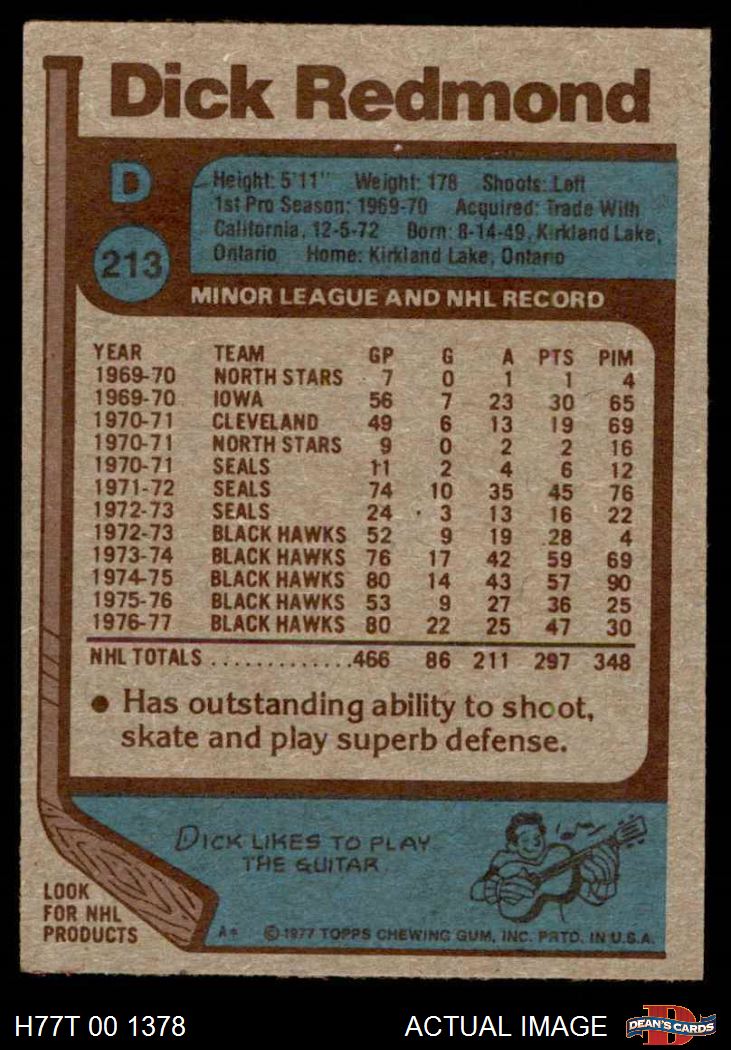 Dick Redmond
D
213
Height: 5'11" Weight: 178 Shoots: Left
1st Pro Season: 1969-70 Acquired: Trade With
California, 12-5-72 Born: 8-14-49, Kirkland Lake,
Ontario Home: Kirkland Lake, Ontario
MINOR LEAGUE AND NHL RECORD
YEAR TEAM GP G A PTS PIM
1969-70 NORTH STARS 7 0 1 1 4
1969-70 IOWA 56 7 23 30 65
1970-71 CLEVELAND 49 6 13 19 69
1970-71 NORTH STARS 9 0 2 2 16
1970-71 SEALS 11 2 4 6 12
1971-72 SEALS 74 10 35 45 76
1972-73 SEALS 24 3 13 16 22
1972-73 BLACK HAWKS 52 9 19 28 4
1973-74 BLACK HAWKS 76 17 42 59 69
1974-75 BLACK HAWKS 80 14 43 57 90
1975-76 BLACK HAWKS 53 9 27 36 25
1976-77 BLACK HAWKS 80 22 25 47 30
NHL TOTALS .............466 86 211 297 348
● Has outstanding ability to shoot,
skate and play superb defense.
DICK LIKES TO PLAY
THE GUITAR
LOOK
FOR NHL
PRODUCTS
A* ©1977 TOPPS CHEWING GUM, INC. PRTD. IN U.S.A.
H77T 00 1378 ACTUAL IMAGE DEAN'S CARDS